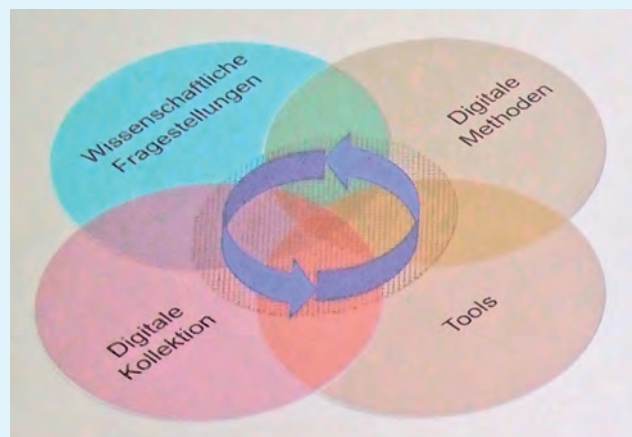 Wissenschaftliche
Fragestellungen
Digitale
Methoden
Digitale
Kollektion
Tools